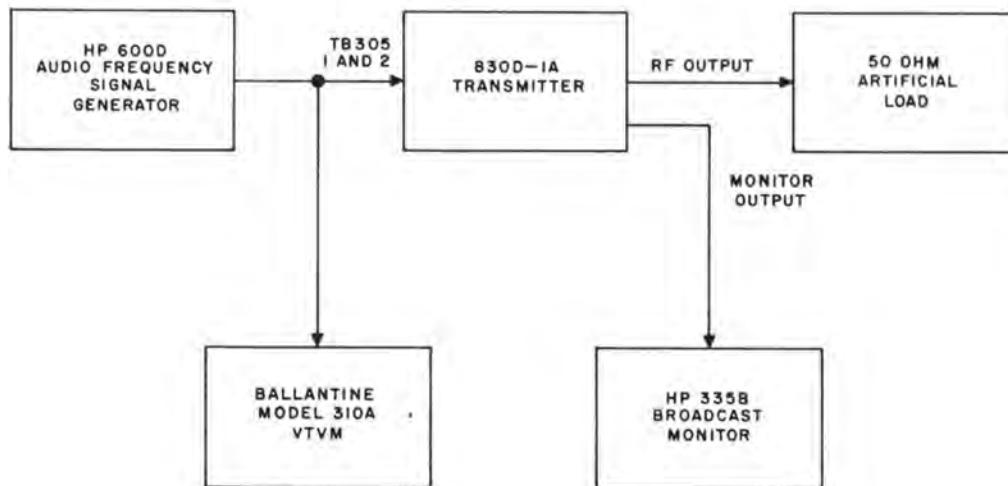 HP 600D
AUDIO FREQUENCY
SIGNAL
GENERATOR
TB305
1 AND 2
830D-1A
TRANSMITTER
RF OUTPUT
50 OHM
ARTIFICIAL
LOAD
MONITOR
OUTPUT
BALLANTINE
MODEL 310A
VTVM
HP 335B
BROADCAST
MONITOR